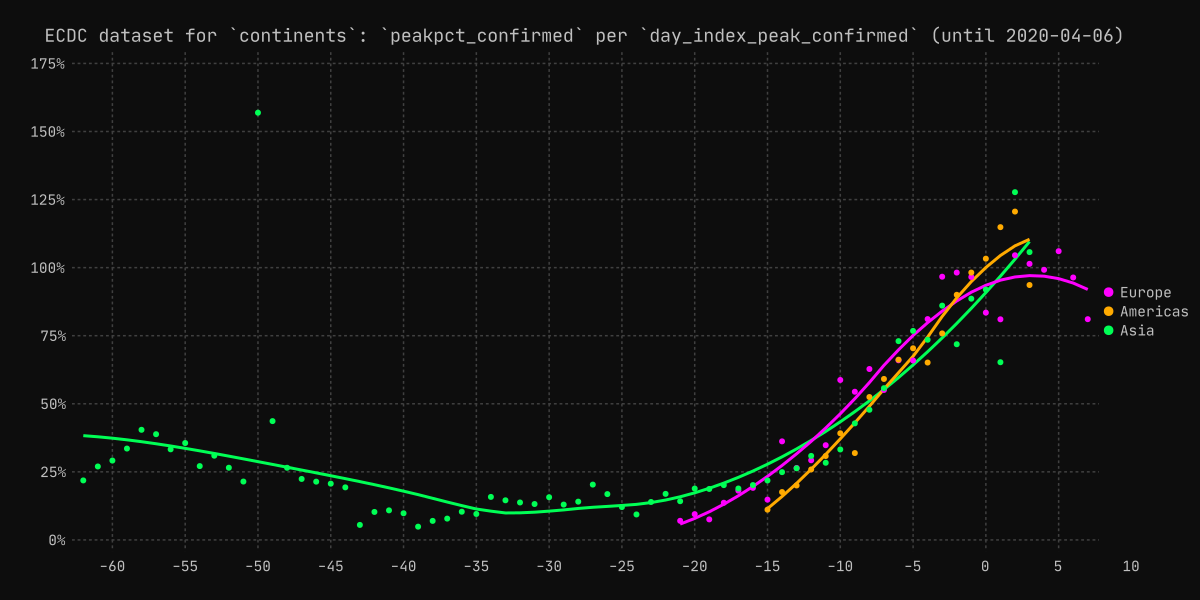 ECDC dataset for `continents`: `peakpct_confirmed` per `day_index_peak_confirmed` (until 2020-04-06)
175%
150%
125%
100%
75%
50%
25%
0%
-60 -55 -50 -45 -40 -35 -30 -25 -20 -15 -10 -5 0 5 10
Europe
Americas
Asia